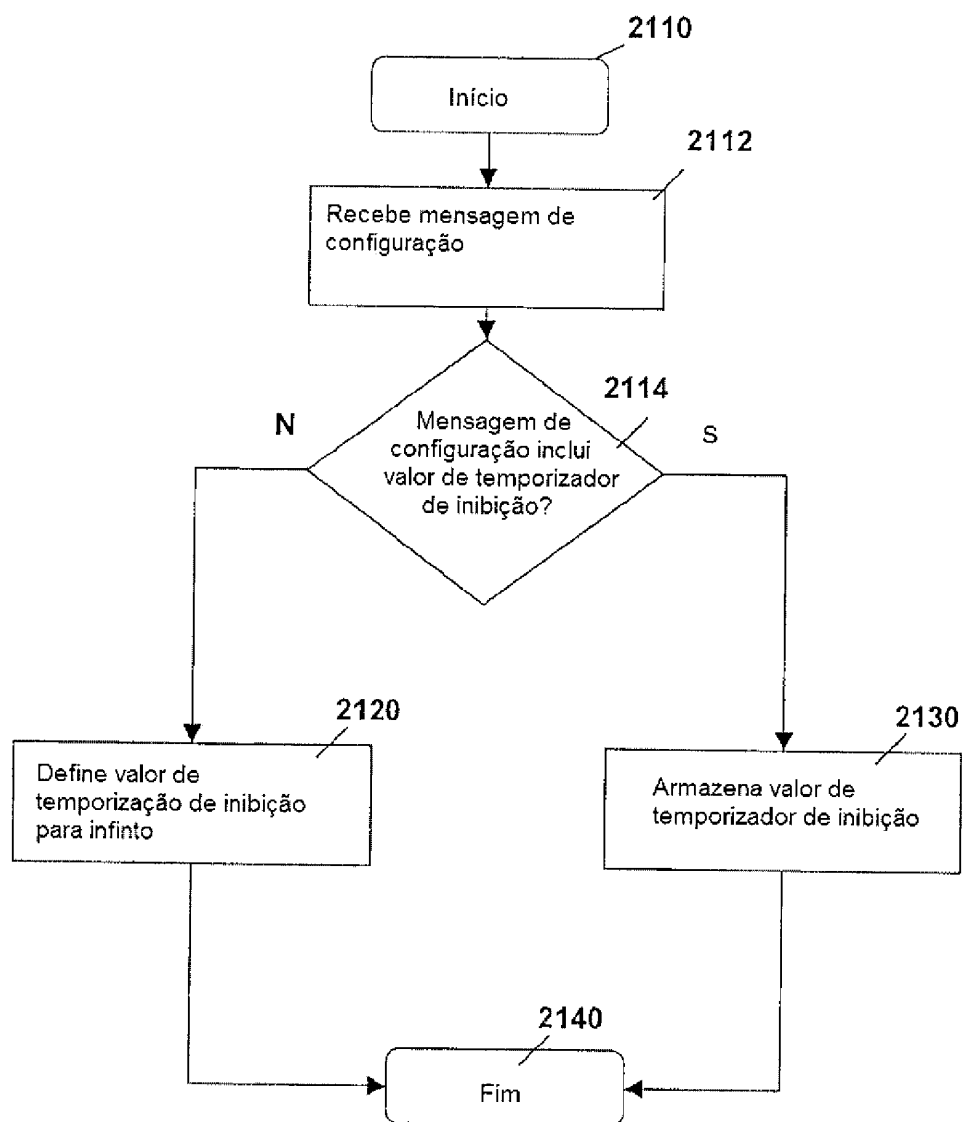 2110
Início
2112
Recebe mensagem de
configuração
2114
N
S
Mensagem de
configuração inclui
valor de temporizador
de inibição?
2120
Define valor de
temporização de inibição
para infinto
2130
Armazena valor de
temporizador de inibição
2140
Fim